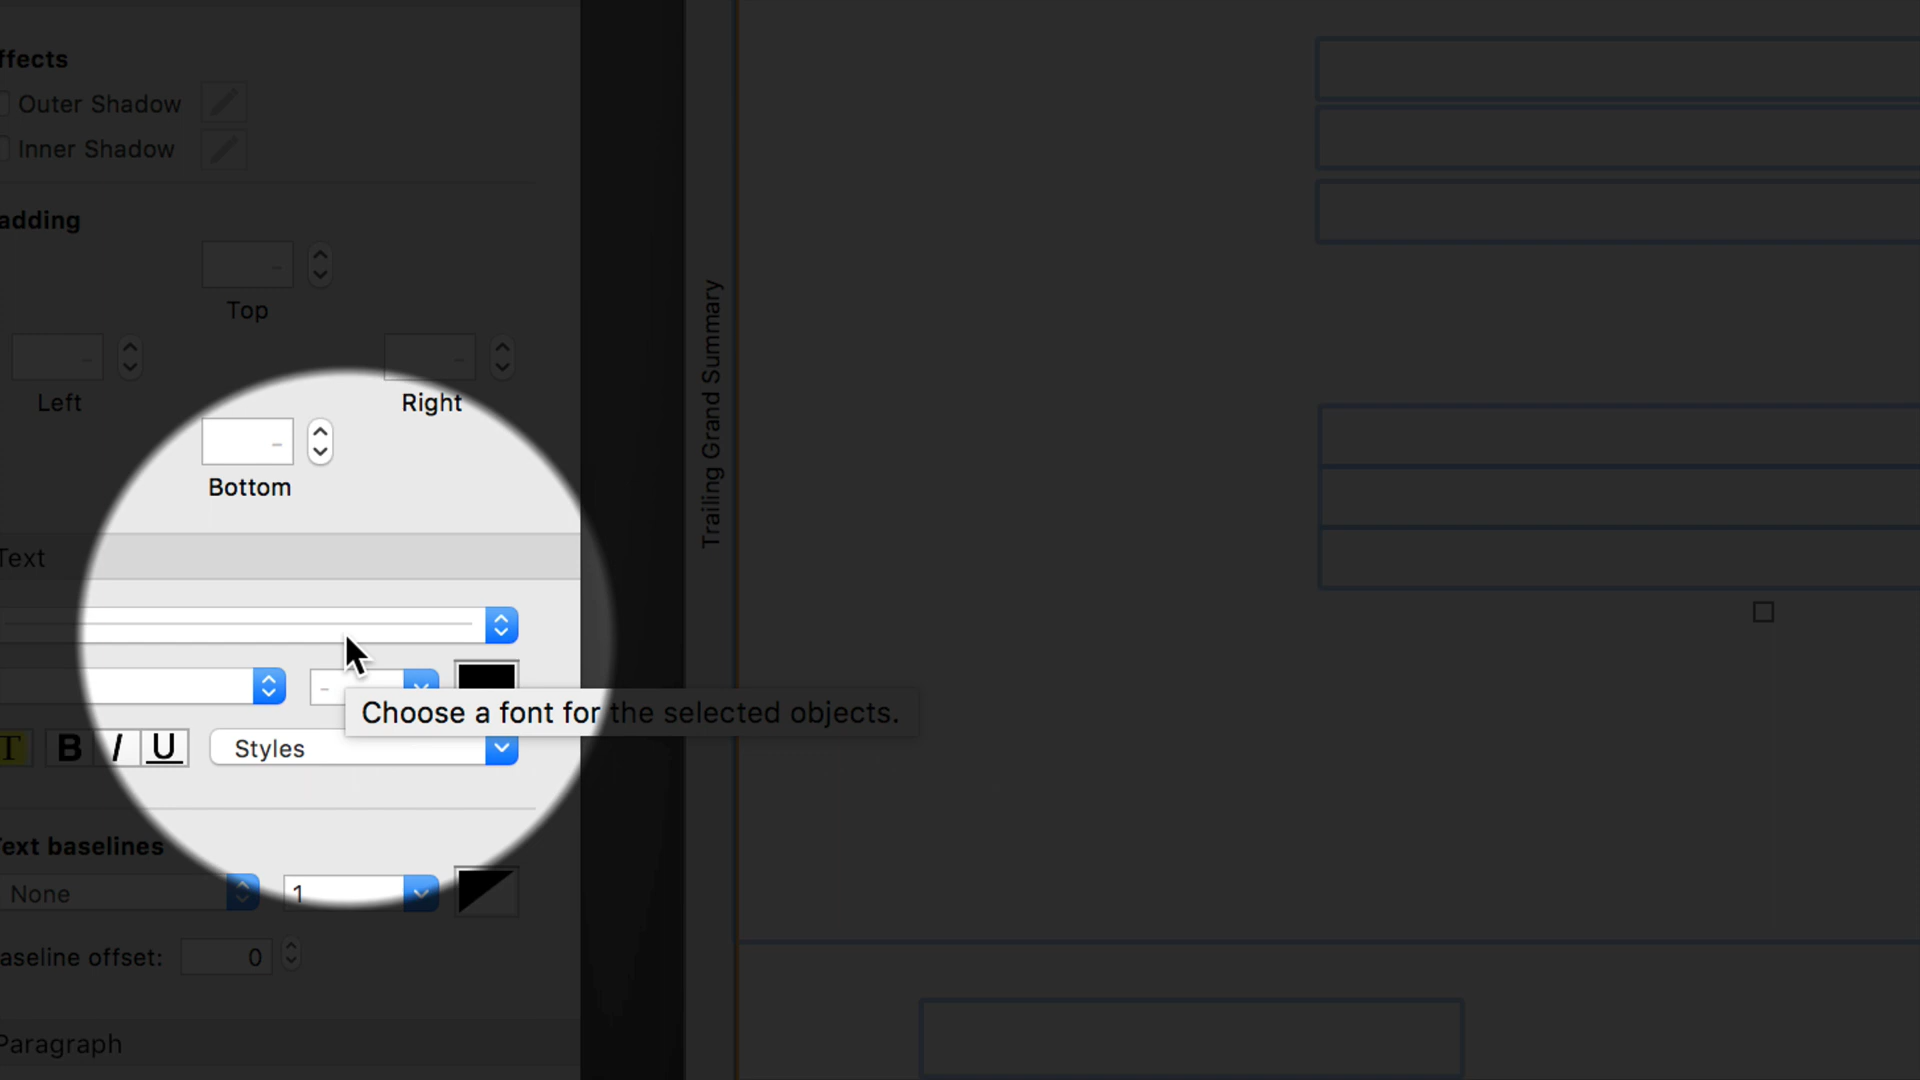 ffects
Outer Shadow
Inner Shadow
adding
-
Top
-
-
Left
Right
-
Bottom
Text
-
Choose a font for the selected objects.
T B I U
Styles
ext baselines
None
1
aseline offset:
0
Paragraph
Trailing Grand Summary